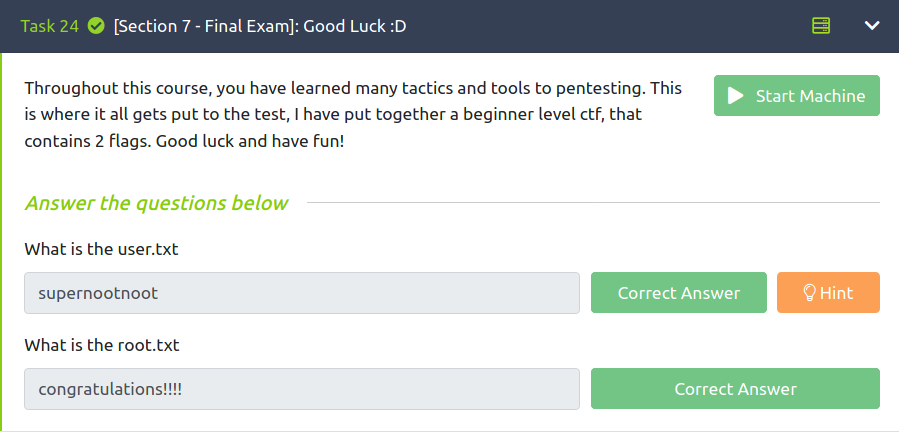 Task 24 [Section 7 - Final Exam]: Good Luck :D
Throughout this course, you have learned many tactics and tools to pentesting. This
is where it all gets put to the test, I have put together a beginner level ctf, that
contains 2 flags. Good luck and have fun!
Start Machine
Answer the questions below
What is the user.txt
supernootnoot
Correct Answer
Hint
What is the root.txt
congratulations!!!!
Correct Answer